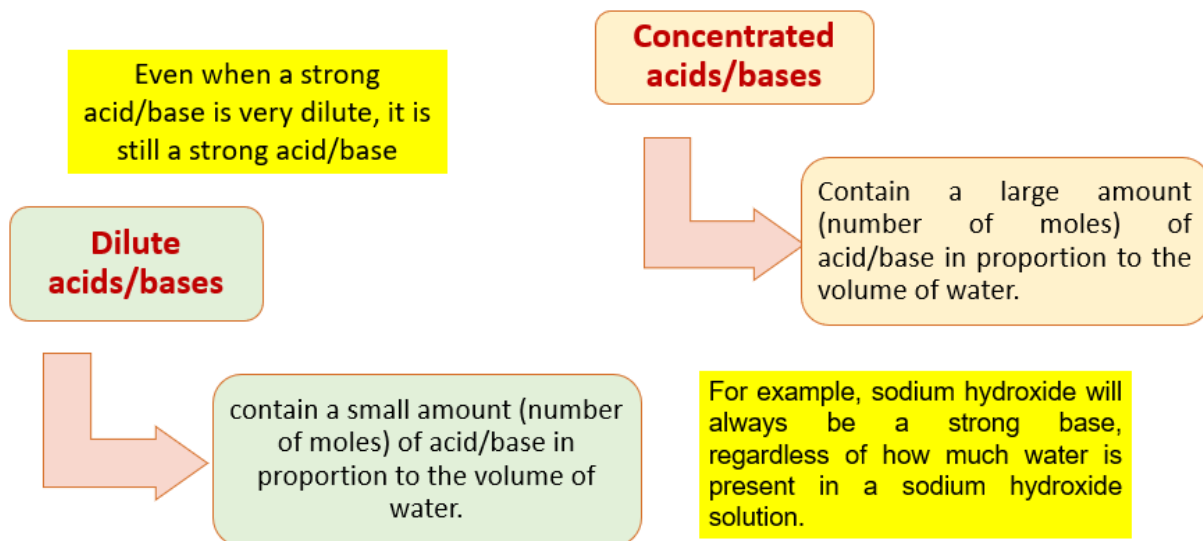 Concentrated
acids/bases
Even when a strong
acid/base is very dilute, it is
still a strong acid/base
Contain a large amount
(number of moles) of
acid/base in proportion to the
volume of water.
Dilute
acids/bases
contain a small amount (number
of moles) of acid/base in
proportion to the volume of
water.
For example, sodium hydroxide will
always be a strong base,
regardless of how much water is
present in a sodium hydroxide
solution.